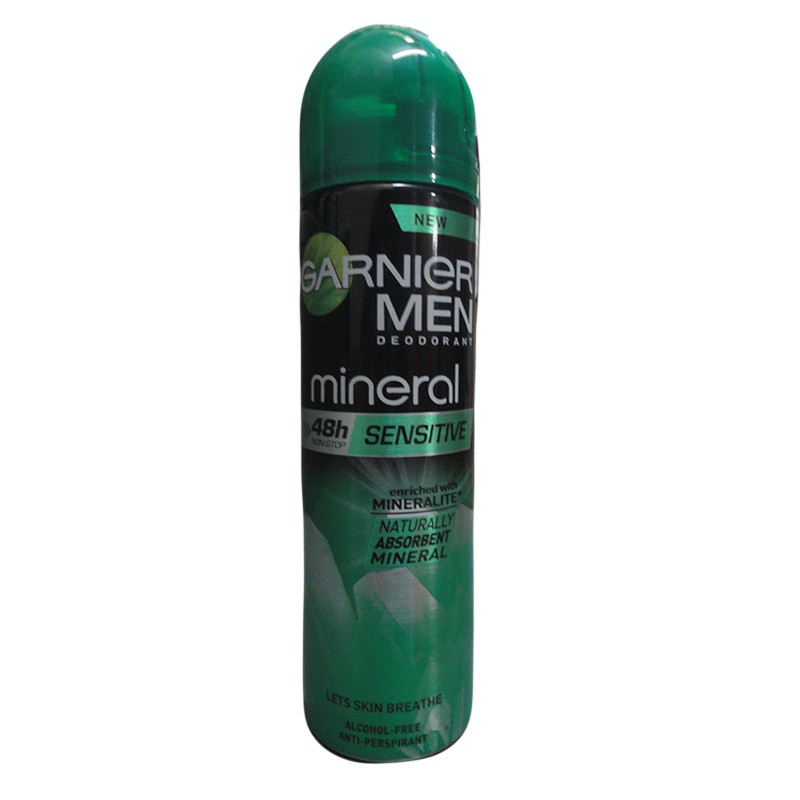 NEW
GARNIER
MEN
DEODORANT
mineral
48h
NON-STOP
SENSITIVE
enriched with
MINERALITE™
NATURALLY
ABSORBENT
MINERAL
LETS SKIN BREATHE
ALCOHOL-FREE
ANTI-PERSPIRANT